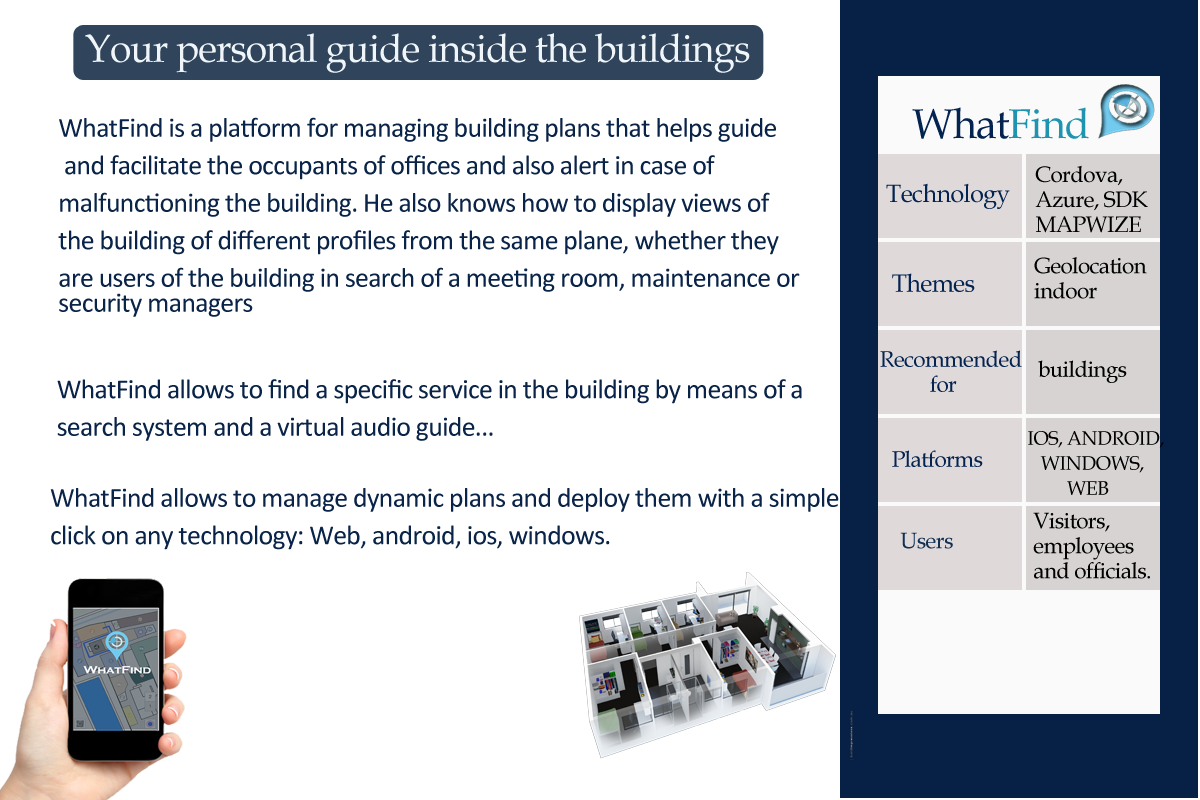 Your personal guide inside the buildings
WhatFind is a platform for managing building plans that helps guide
and facilitate the occupants of offices and also alert in case of
malfunctioning the building. He also knows how to display views of
the building of different profiles from the same plane, whether they
are users of the building in search of a meeting room, maintenance or
security managers
WhatFind allows to find a specific service in the building by means of a
search system and a virtual audio guide...
WhatFind allows to manage dynamic plans and deploy them with a simple
click on any technology: Web, android, ios, windows.
WHATFIND
WhatFind
Technology
Cordova,
Azure, SDK
MAPWIZE
Themes
Geolocation
indoor
Recommended
for
buildings
Platforms
IOS, ANDROID,
WINDOWS,
WEB
Users
Visitors,
employees
and officials.